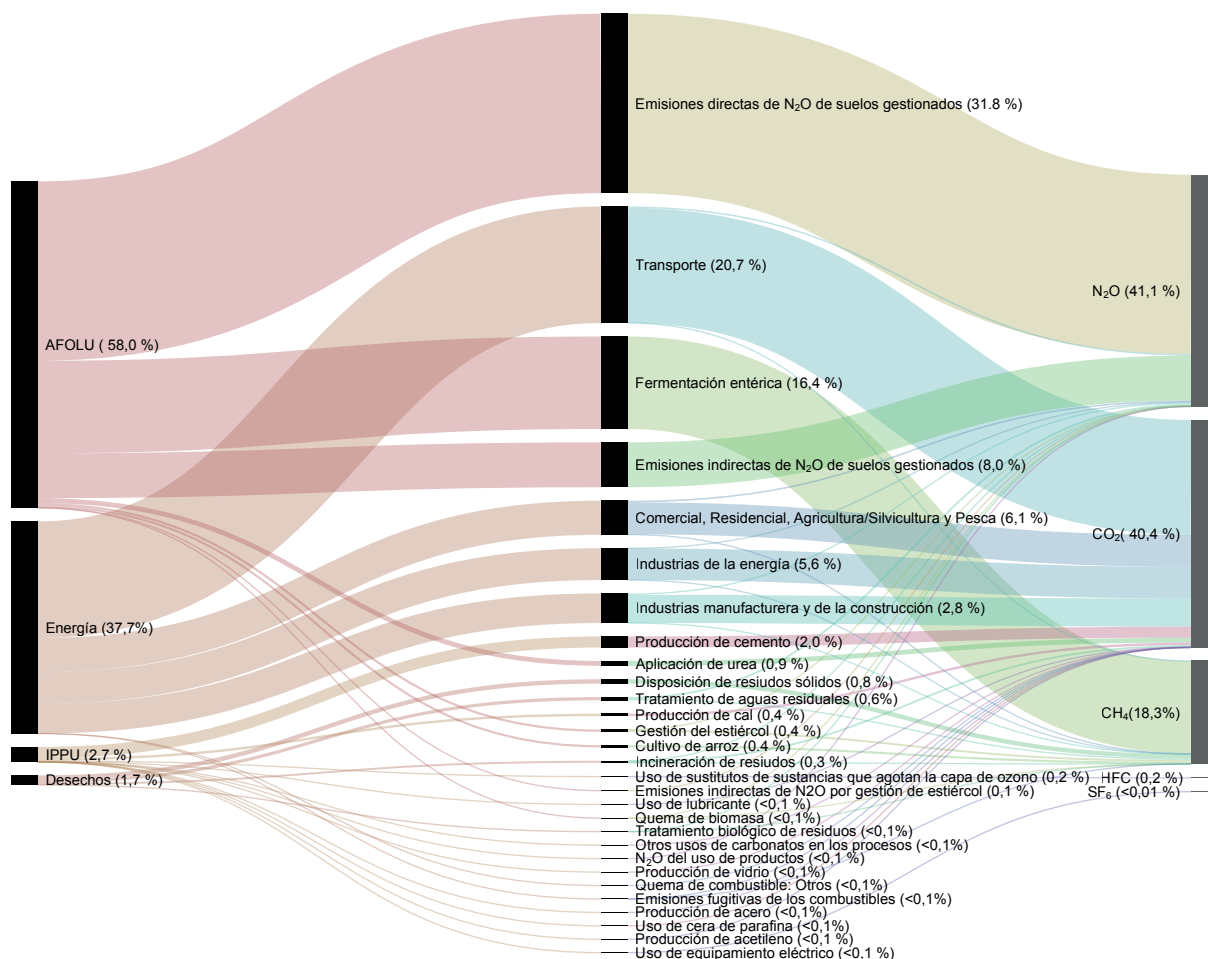 AFOLU ( 58,0 %)
Energía (37,7%)
IPPU (2,7 %)
Desechos (1,7 %)
Emisiones directas de N₂O de suelos gestionados (31.8 %)
Transporte (20,7 %)
Fermentación entérica (16,4 %)
Emisiones indirectas de N₂O de suelos gestionados (8,0 %)
Comercial, Residencial, Agricultura/Silvicultura y Pesca (6,1 %)
Industrias de la energía (5,6 %)
Industrias manufacturera y de la construcción (2,8 %)
Producción de cemento (2,0 %)
Aplicación de urea (0,9 %)
Disposición de residuos sólidos (0,8 %)
Tratamiento de aguas residuales (0,6%)
Producción de cal (0,4 %)
Gestión del estiércol (0,4 %)
Cultivo de arroz (0.4 %)
Incineración de residuos (0,3 %)
Uso de sustitutos de sustancias que agotan la capa de ozono (0,2 %)
Emisiones indirectas de N2O por gestión de estiércol (0,1 %)
Uso de lubricante (<0,1 %)
Quema de biomasa (<0,1%)
Tratamiento biológico de residuos (<0,1%)
Otros usos de carbonatos en los procesos (<0,1%)
N₂O del uso de productos (<0,1 %)
Producción de vidrio (<0,1%)
Quema de combustible: Otros (<0,1%)
Emisiones fugitivas de los combustibles (<0,1%)
Producción de acero (<0,1%)
Uso de cera de parafina (<0,1%)
Producción de acetileno (<0,1 %)
Uso de equipamiento eléctrico (<0,1 %)
N₂O (41,1 %)
CO₂( 40,4 %)
CH₄(18,3%)
HFC (0,2 %)
SF₆ (<0,01 %)